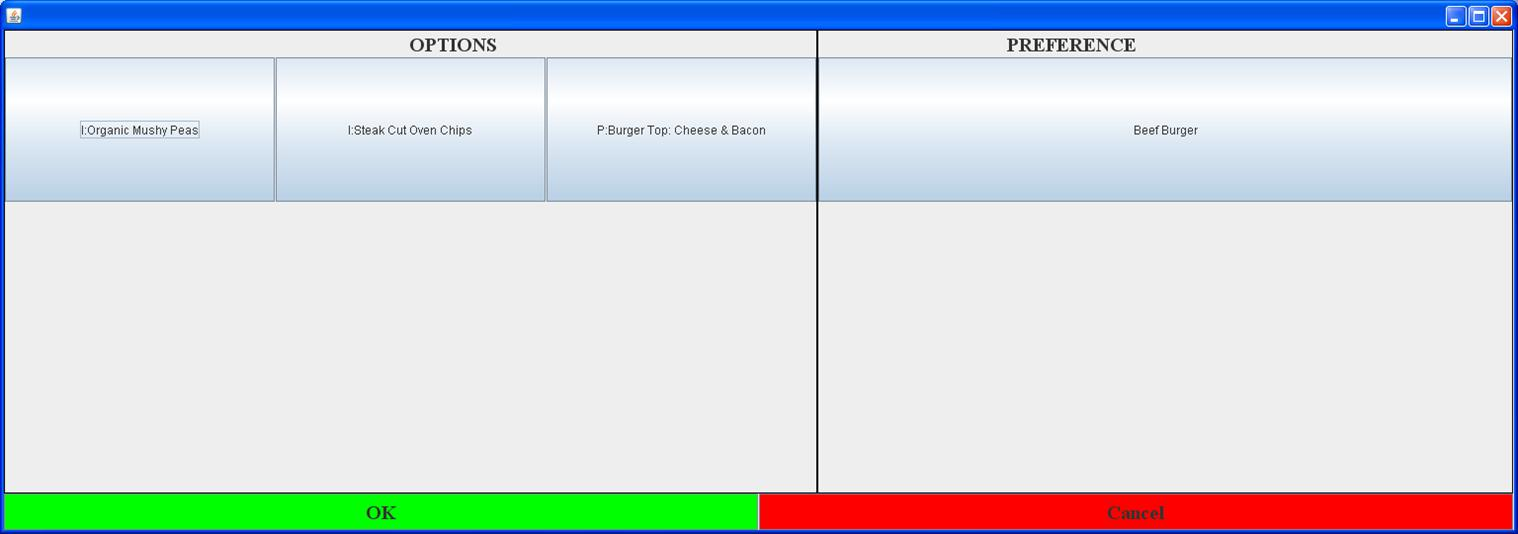 OPTIONS
PREFERENCE
I:Organic Mushy Peas
I:Steak Cut Oven Chips
P:Burger Top: Cheese & Bacon
Beef Burger
OK
Cancel